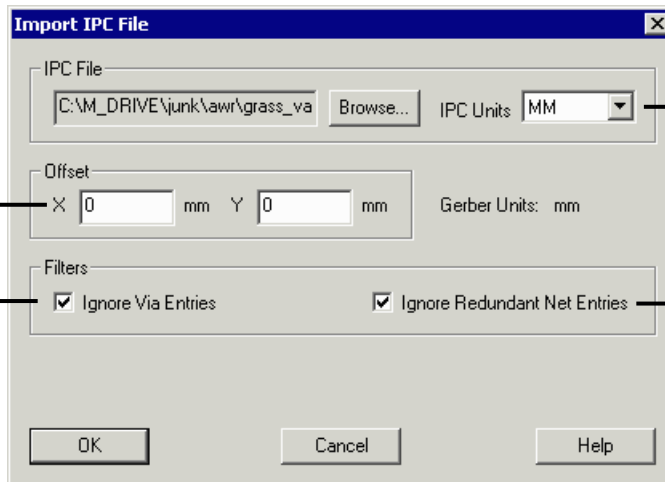 Import IPC File
IPC File
C:\M_DRIVE\junk\awr\grass_va Browse... IPC Units MM
Offset
X 0 mm Y 0 mm Gerber Units: mm
Filters
Ignore Via Entries Ignore Redundant Net Entries
OK Cancel Help